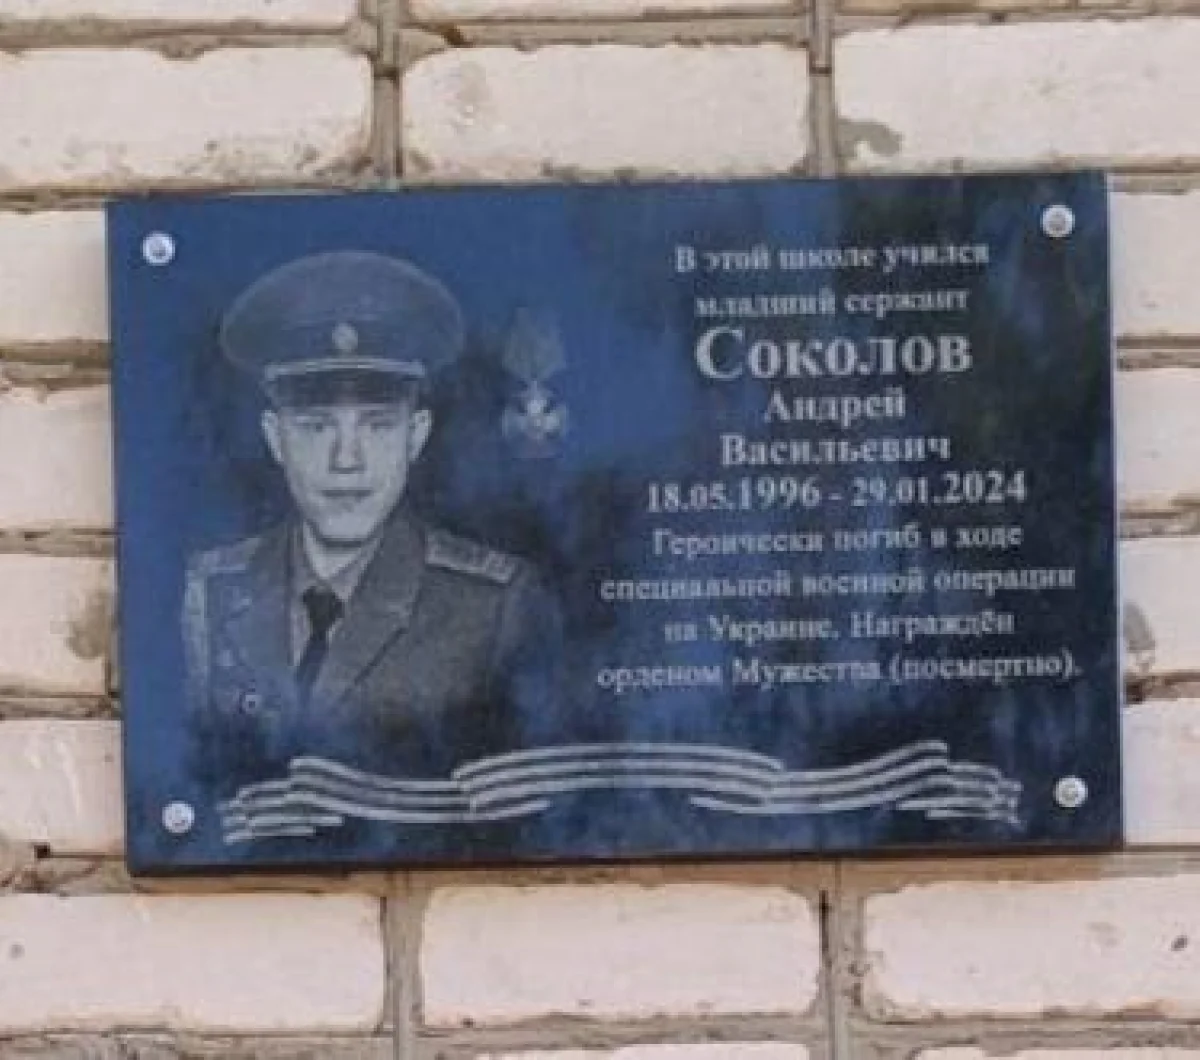 В этой школе учился
младший сержант
Соколов
Андрей
Васильевич
18.05.1996 - 29.01.2024
Героически погиб в ходе
специальной военной операции
на Украине. Награждён
орденом Мужества (посмертно).